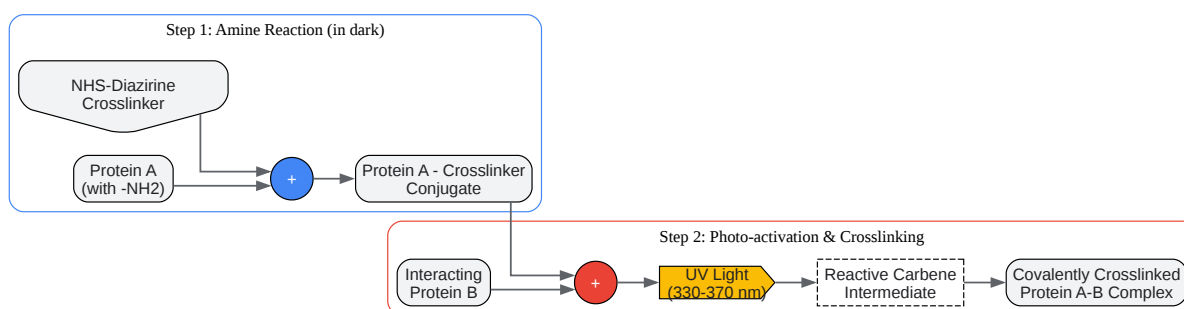 Step 1: Amine Reaction (in dark)
NHS-Diazirine
Crosslinker
Protein A
(with -NH2)
+
Protein A - Crosslinker
Conjugate
Step 2: Photo-activation & Crosslinking
Interacting
Protein B
+
UV Light
(330-370 nm)
Reactive Carbene
Intermediate
Covalently Crosslinked
Protein A-B Complex